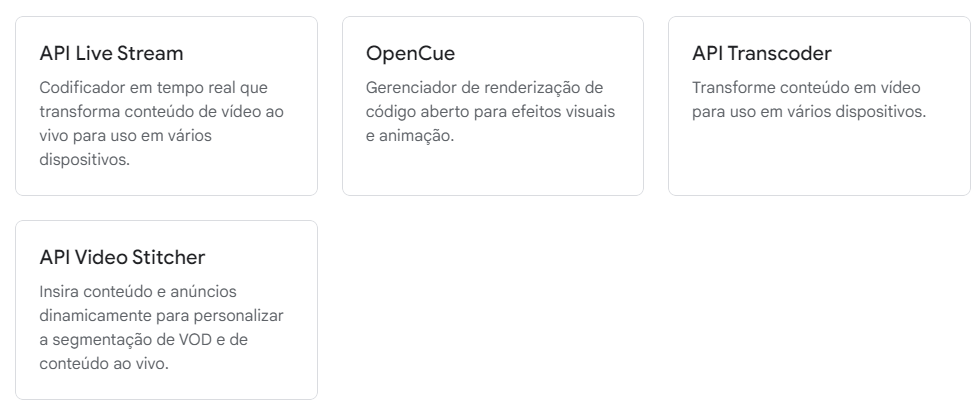 API Live Stream
Codificador em tempo real que
transforma conteúdo de vídeo ao
vivo para uso em vários
dispositivos.
OpenCue
Gerenciador de renderização de
código aberto para efeitos visuais
e animação.
API Transcoder
Transforme conteúdo em vídeo
para uso em vários dispositivos.
API Video Stitcher
Insira conteúdo e anúncios
dinamicamente para personalizar
a segmentação de VOD e de
conteúdo ao vivo.